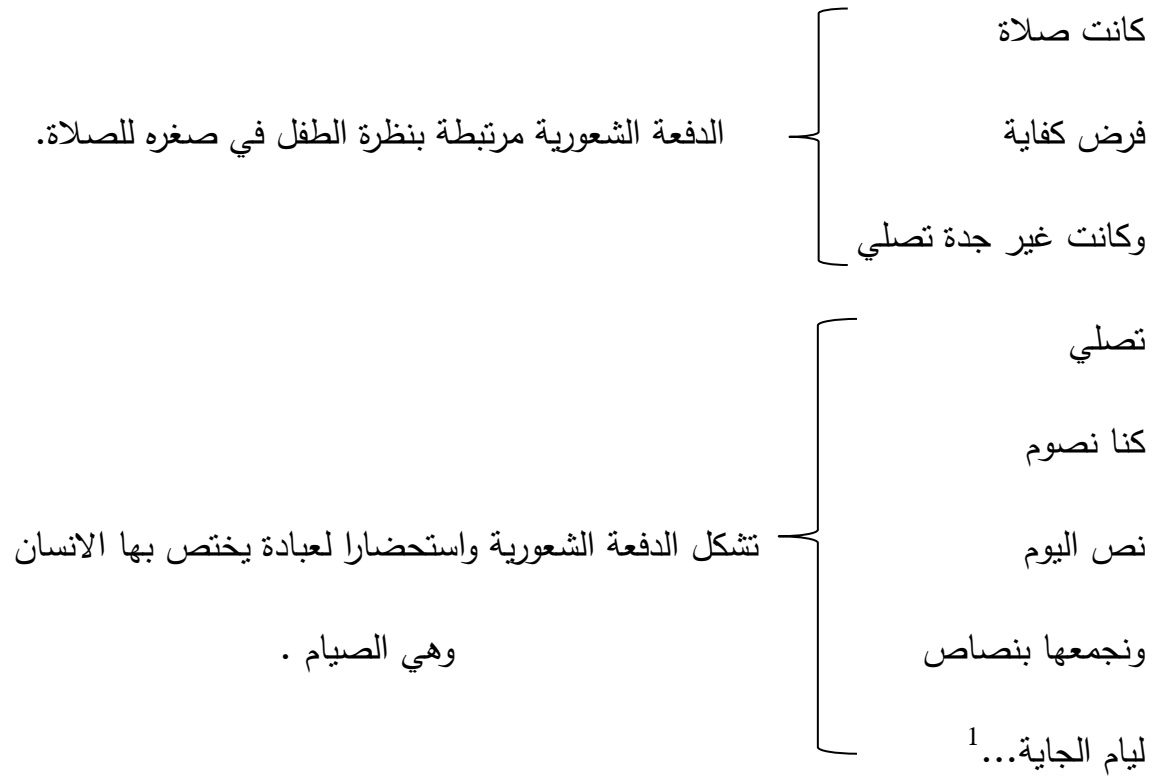 كانت صلاة
فرض كفاية الدفعة الشعورية مرتبطة بنظرة الطفل في صغره للصلاة.
وكانت غير جدة تصلي
تصلي
كنا نصوم
نص اليوم تشكل الدفعة الشعورية واستحضارا لعبادة يختص بها الانسان
ونجمعها بنصاص وهي الصيام .
ليام الجاية...1